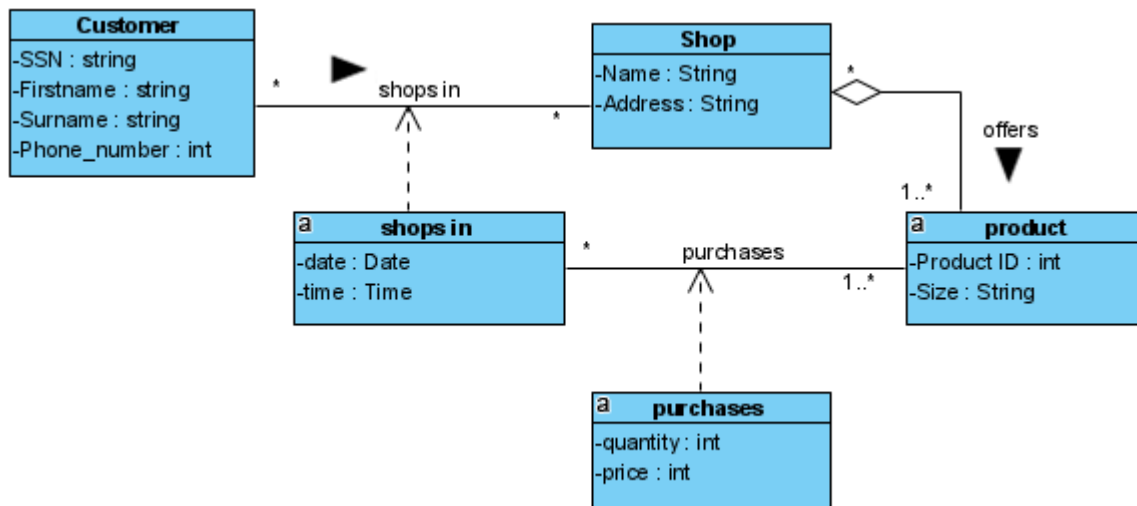 Customer
-SSN : string
-Firstname : string
-Surname : string
-Phone_number : int
*
shops in
*
Shop
-Name : String
-Address : String
*
offers
1..*
a
shops in
-date : Date
-time : Time
*
purchases
1..*
a
product
-Product ID : int
-Size : String
a
purchases
-quantity : int
-price : int